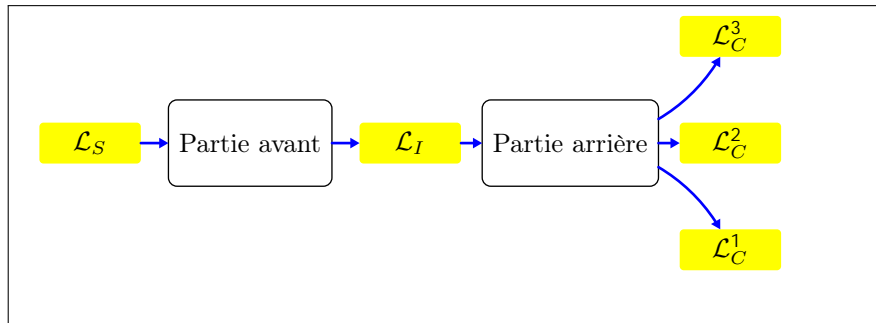 𝓛_C^3
𝓛_S Partie avant 𝓛_I Partie arrière 𝓛_C^2
𝓛_C^1